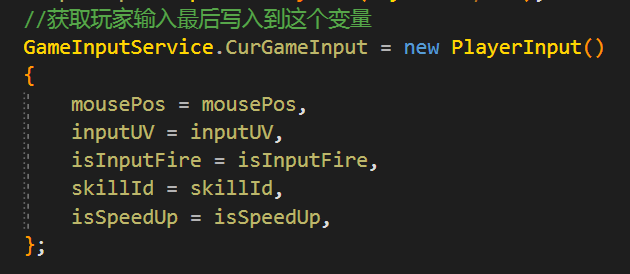 //获取玩家输入最后写入到这个变量
GameInputService.CurGameInput = new PlayerInput()
{
mousePos = mousePos,
inputUV = inputUV,
isInputFire = isInputFire,
skillId = skillId,
isSpeedUp = isSpeedUp,
};